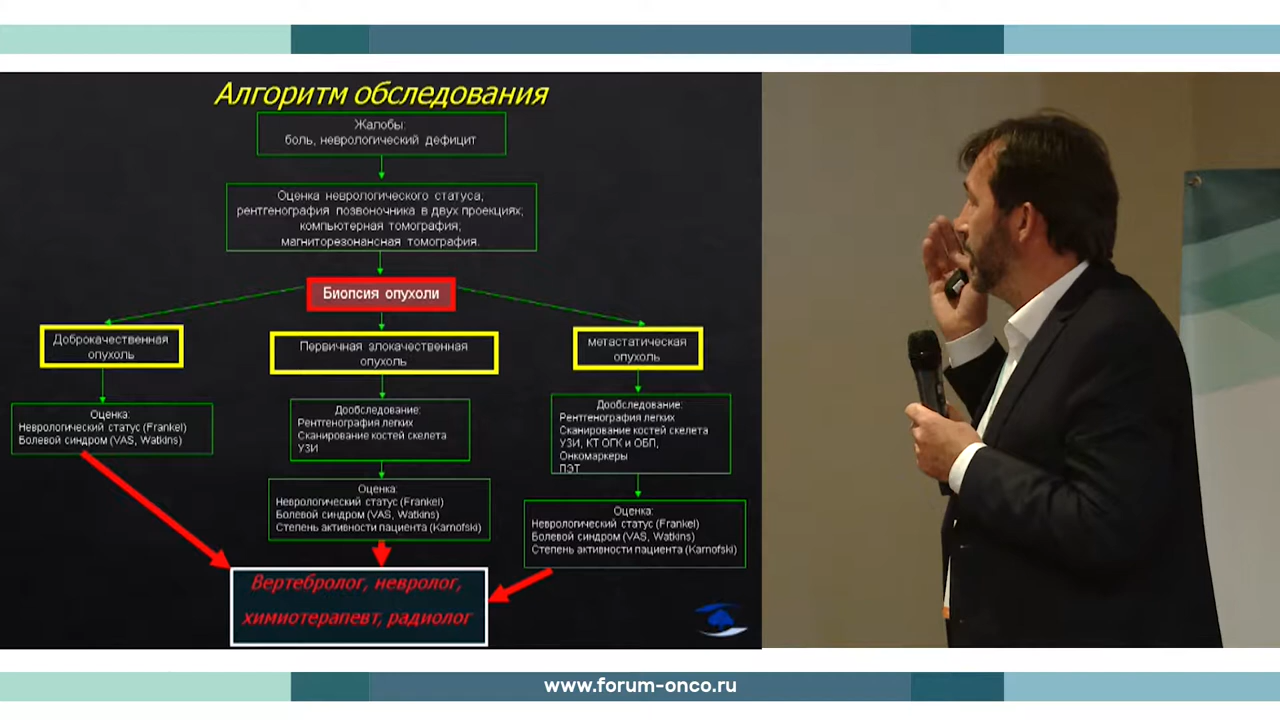 Алгоритм обследования
Жалобы:
боль, неврологический дефицит
Оценка неврологического статуса;
рентгенография позвоночника в двух проекциях;
компьютерная томография;
магниторезонансная томография.
Биопсия опухоли
Доброкачественная
опухоль
Первичная злокачественная
опухоль
метастатическая
опухоль
Оценка:
Неврологический статус (Frankel)
Болевой синдром (VAS, Watkins)
Дообследование:
Рентгенография легких
Сканирование костей скелета
УЗИ
Дообследование:
Рентгенография легких
Сканирование костей скелета
УЗИ, КТ ОГК и ОБП,
Онкомаркеры
ПЭТ
Оценка:
Неврологический статус (Frankel)
Болевой синдром (VAS, Watkins)
Степень активности пациента (Karnofski)
Оценка:
Неврологический статус (Frankel)
Болевой синдром (VAS, Watkins)
Степень активности пациента (Karnofski)
Вертебролог, невролог,
химиотерапевт, радиолог
www.forum-onco.ru